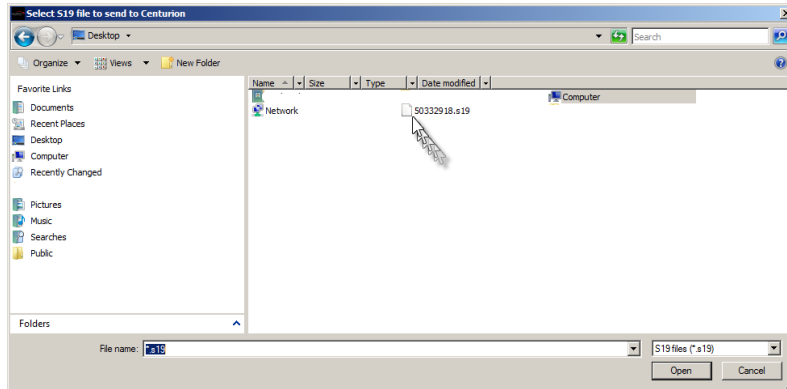 Select S19 file to send to Centurion
Desktop
Search
Organize Views New Folder
Favorite Links
Documents
Recent Places
Desktop
Computer
Recently Changed
Pictures
Music
Searches
Public
Folders
Name Size Type Date modified
Computer
Network
50332918.s19
File name: *.s19
S19 files (*.s19)
Open Cancel